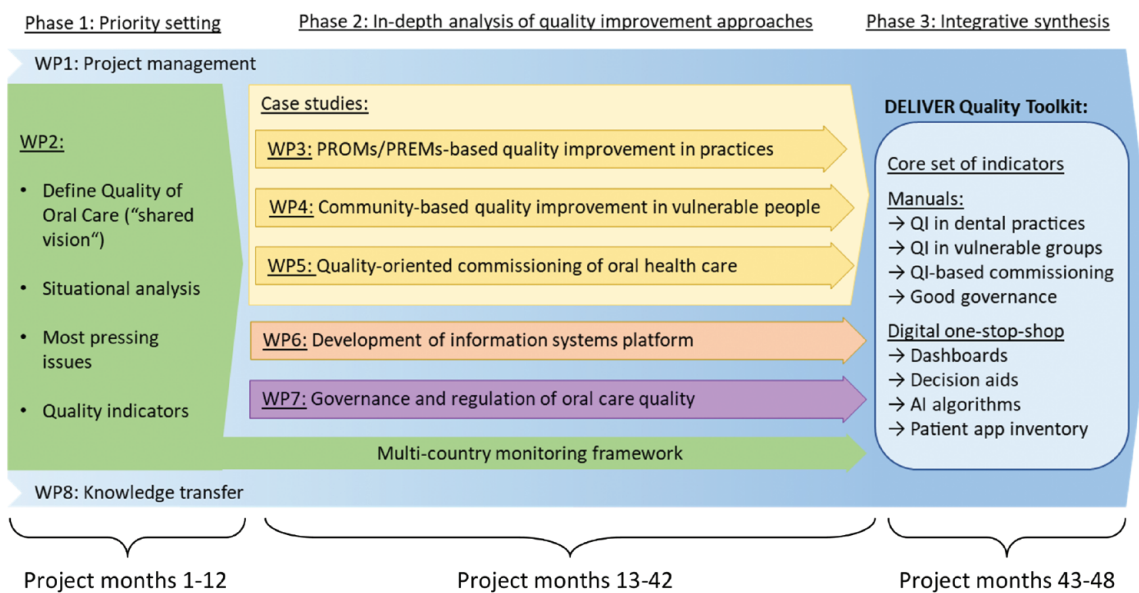 Phase 1: Priority setting
Phase 2: In-depth analysis of quality improvement approaches
Phase 3: Integrative synthesis
WP1: Project management
WP2:
• Define Quality of
Oral Care (“shared
vision“)
• Situational analysis
• Most pressing
issues
• Quality indicators
Case studies:
WP3: PROMs/PREMs-based quality improvement in practices
WP4: Community-based quality improvement in vulnerable people
WP5: Quality-oriented commissioning of oral health care
WP6: Development of information systems platform
WP7: Governance and regulation of oral care quality
Multi-country monitoring framework
DELIVER Quality Toolkit:
Core set of indicators
Manuals:
→ QI in dental practices
→ QI in vulnerable groups
→ QI-based commissioning
→ Good governance
Digital one-stop-shop
→ Dashboards
→ Decision aids
→ AI algorithms
→ Patient app inventory
WP8: Knowledge transfer
Project months 1-12
Project months 13-42
Project months 43-48